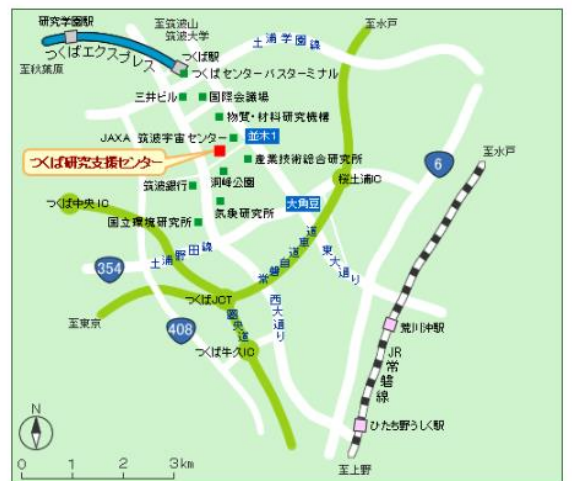 研究学園駅
至筑波山
筑波大学
至水戸
土浦学園線
つくばエクスプレス
つくば駅
至秋葉原
つくばセンターバスターミナル
三井ビル
国際会議場
物質・材料研究機構
JAXA 筑波宇宙センター
並木1
至水戸
つくば研究支援センター
産業技術総合研究所
6
洞峰公園
桜土浦IC
筑波銀行
大角豆
つくば中央IC
気象研究所
国立環境研究所
土浦野田線
常磐自動車道
東大通り
354
つくばJCT
西大通り
至東京
408
圏央道
荒川沖駅
つくば牛久IC
JR常磐線
N
ひたち野うしく駅
0 1 2 3km
至上野